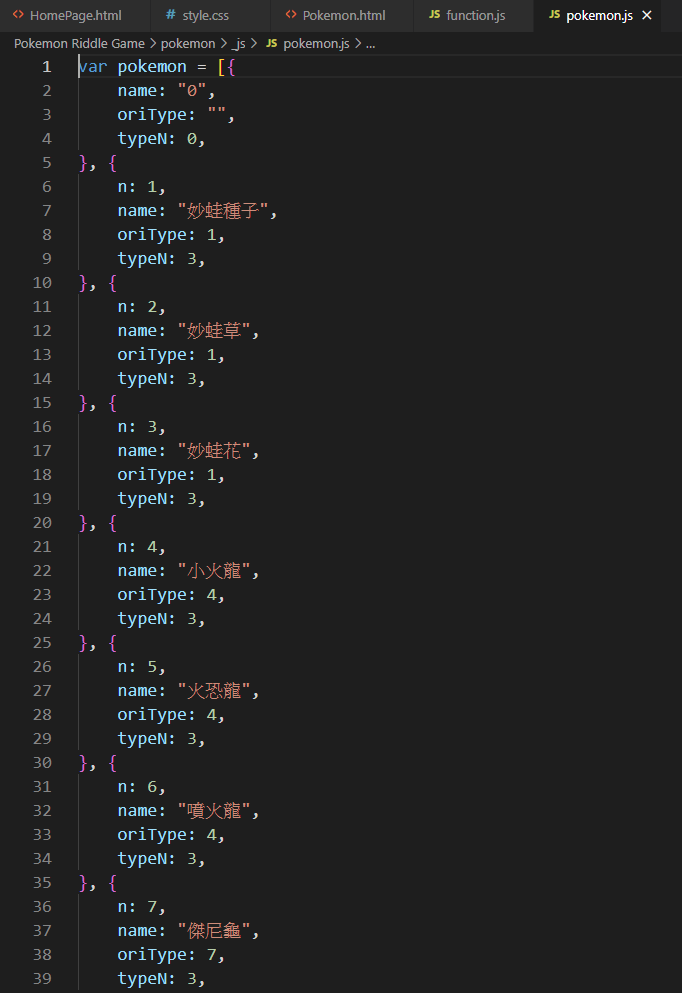 HomePage.html # style.css Pokemon.html JS function.js JS pokemon.js
Pokemon Riddle Game > pokemon > _js > JS pokemon.js > ...
1 var pokemon = [{
2 name: "0",
3 oriType: "",
4 typeN: 0,
5 }, {
6 n: 1,
7 name: "妙蛙種子",
8 oriType: 1,
9 typeN: 3,
10 }, {
11 n: 2,
12 name: "妙蛙草",
13 oriType: 1,
14 typeN: 3,
15 }, {
16 n: 3,
17 name: "妙蛙花",
18 oriType: 1,
19 typeN: 3,
20 }, {
21 n: 4,
22 name: "小火龍",
23 oriType: 4,
24 typeN: 3,
25 }, {
26 n: 5,
27 name: "火恐龍",
28 oriType: 4,
29 typeN: 3,
30 }, {
31 n: 6,
32 name: "噴火龍",
33 oriType: 4,
34 typeN: 3,
35 }, {
36 n: 7,
37 name: "傑尼龜",
38 oriType: 7,
39 typeN: 3,